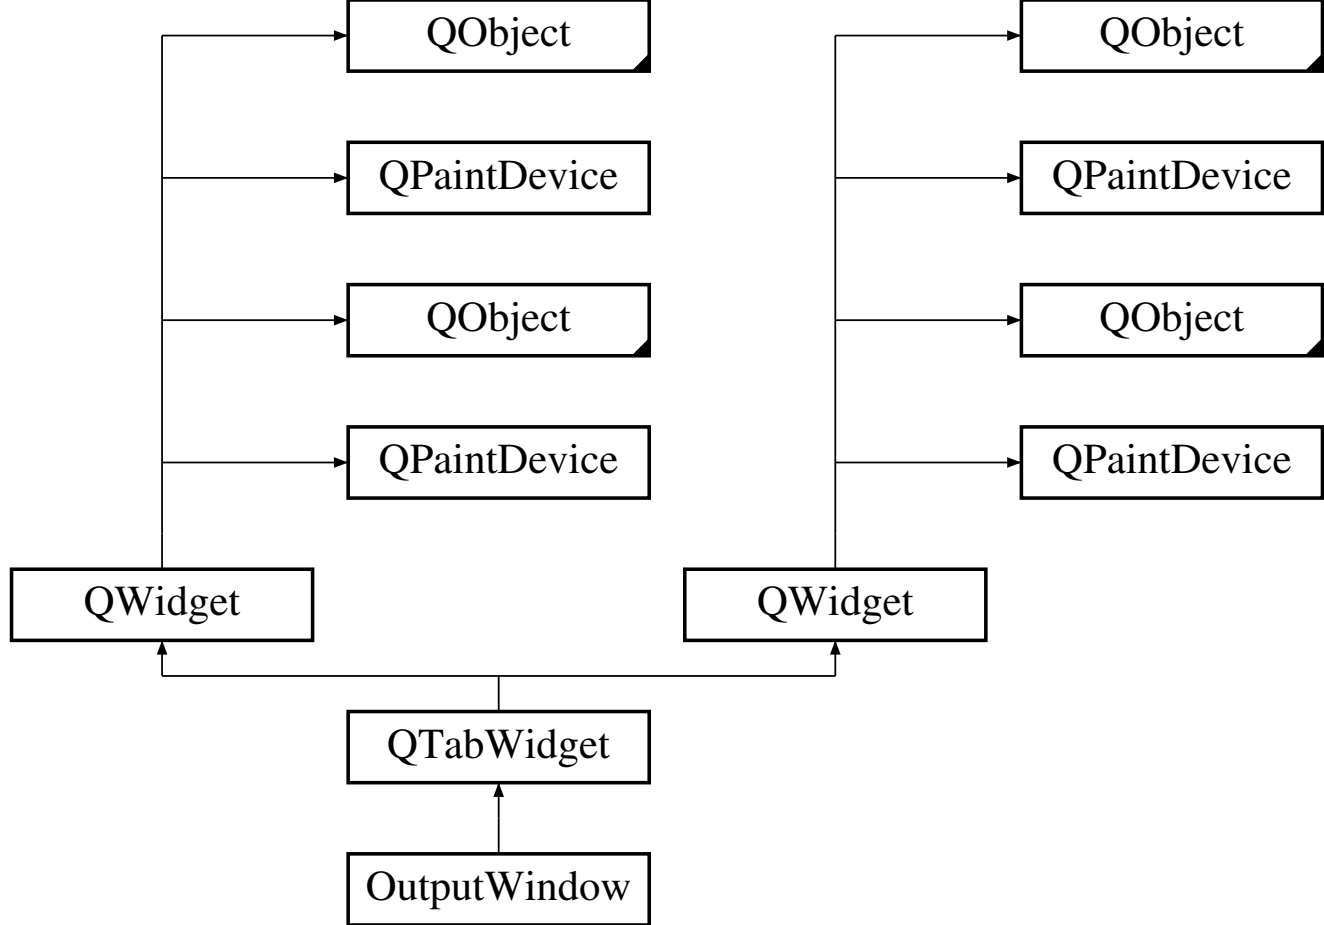 QObject
QObject
QPaintDevice
QPaintDevice
QObject
QObject
QPaintDevice
QPaintDevice
QWidget
QWidget
QTabWidget
OutputWindow